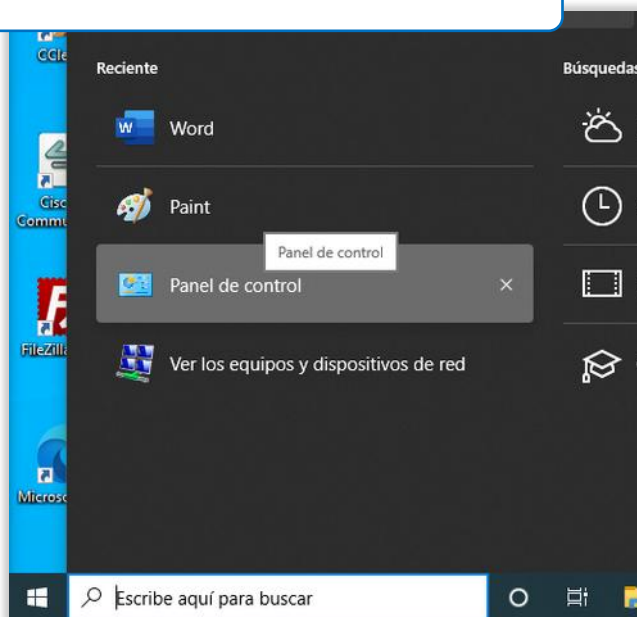 Reciente
Búsquedas
Word
Paint
Panel de control
Panel de control
Ver los equipos y dispositivos de red
Escribe aquí para buscar